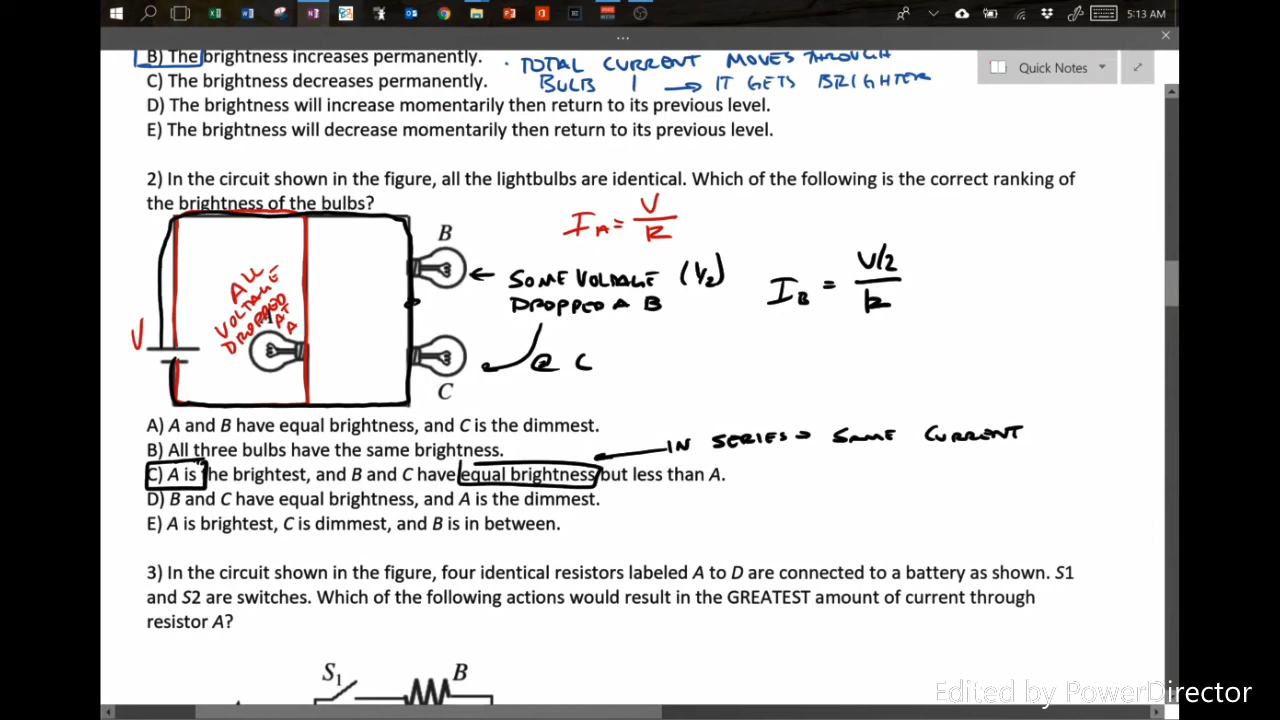 5:13 AM
Quick Notes
B) The brightness increases permanently.
· TOTAL CURRENT MOVES THROUGH
C) The brightness decreases permanently.
BULB 1 → IT GETS BRIGHTER
D) The brightness will increase momentarily then return to its previous level.
E) The brightness will decrease momentarily then return to its previous level.
2) In the circuit shown in the figure, all the lightbulbs are identical. Which of the following is the correct ranking of
the brightness of the bulbs?
I_A = V/R
B
SOME VOLTAGE (1/2)
DROPPED A B
I_B = V/2 / R
ALL
VOLTAGE
DROPPED
AT
A
V
@ C
C
A) A and B have equal brightness, and C is the dimmest.
IN SERIES → SAME CURRENT
B) All three bulbs have the same brightness.
C) A is the brightest, and B and C have equal brightness but less than A.
D) B and C have equal brightness, and A is the dimmest.
E) A is brightest, C is dimmest, and B is in between.
3) In the circuit shown in the figure, four identical resistors labeled A to D are connected to a battery as shown. S1
and S2 are switches. Which of the following actions would result in the GREATEST amount of current through
resistor A?
S1 B
Edited by PowerDirector